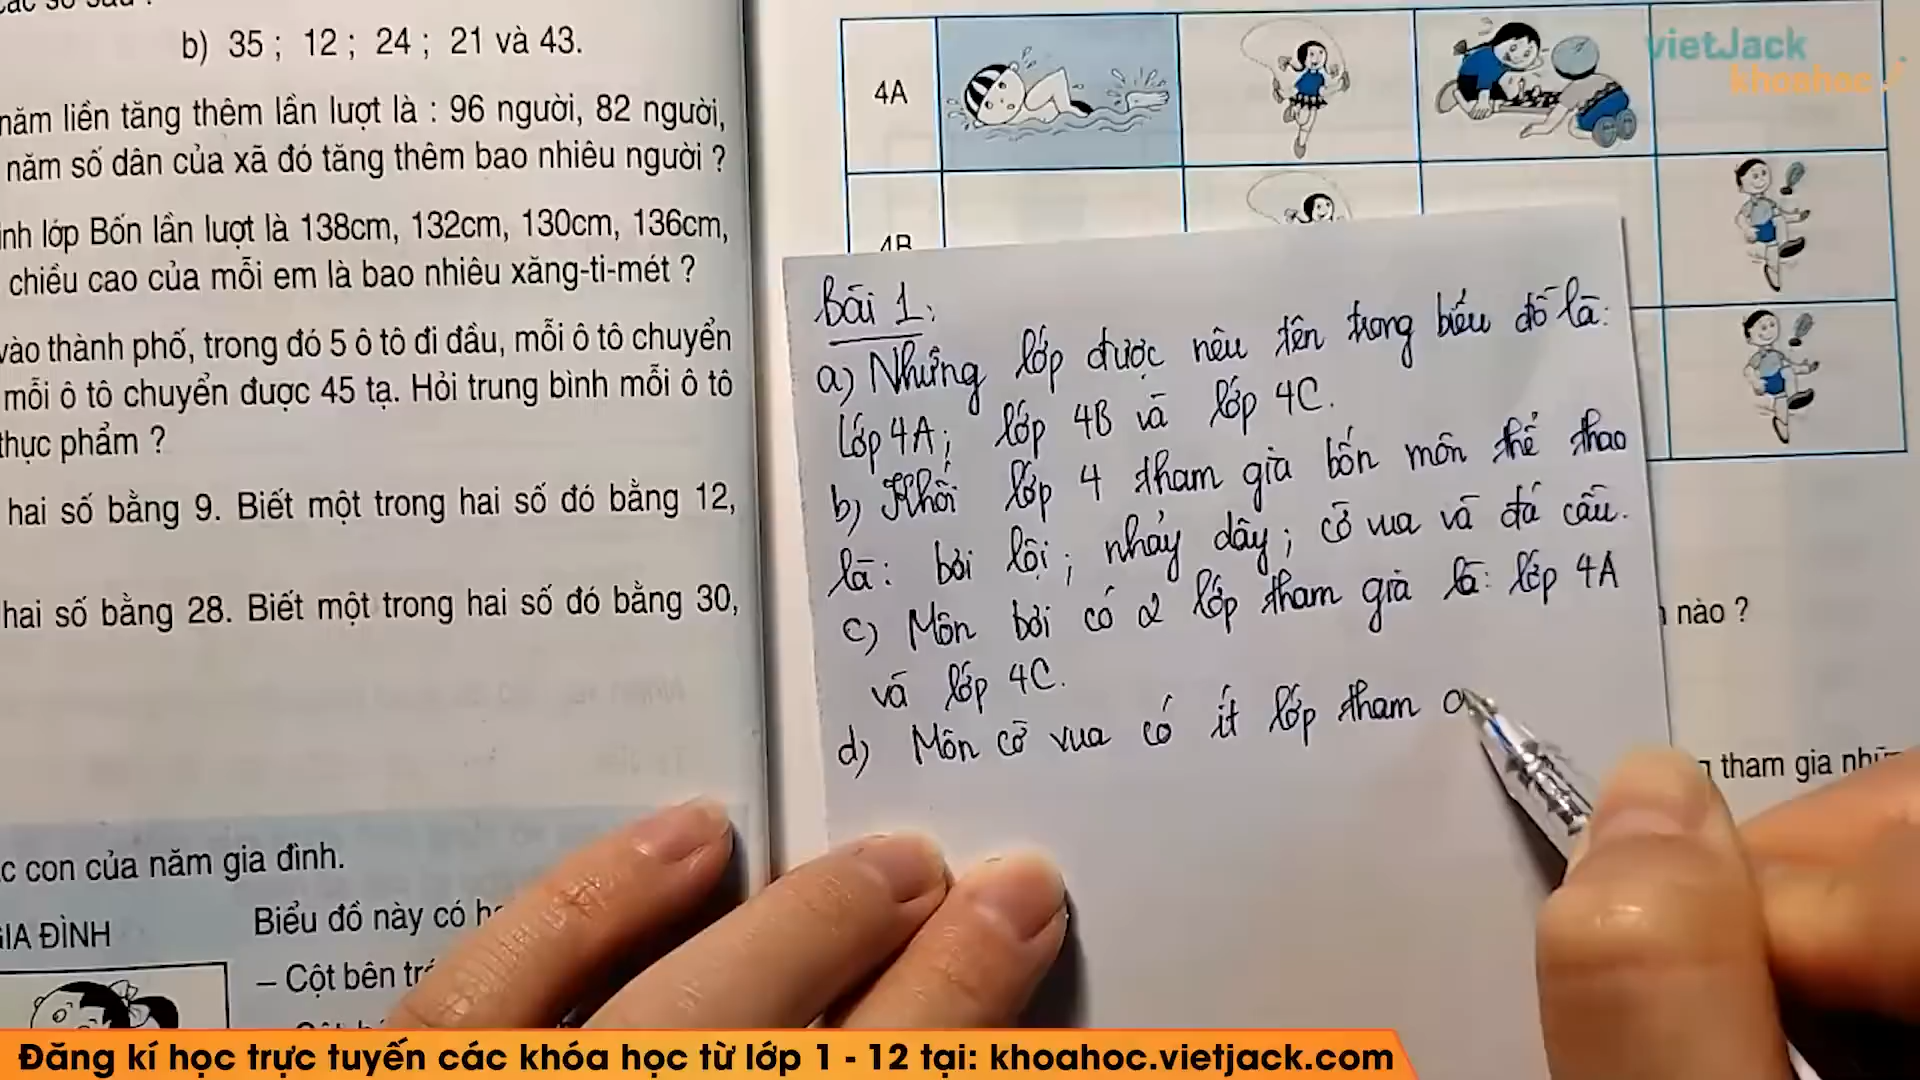 b) 35 ; 12 ; 24 ; 21 và 43.
năm liền tăng thêm lần lượt là : 96 người, 82 người,
năm số dân của xã đó tăng thêm bao nhiêu người ?
lớp Bốn lần lượt là 138cm, 132cm, 130cm, 136cm,
chiều cao của mỗi em là bao nhiêu xăng-ti-mét ?
vào thành phố, trong đó 5 ô tô đi đầu, mỗi ô tô chuyển
mỗi ô tô chuyển được 45 tạ. Hỏi trung bình mỗi ô tô
thực phẩm ?
hai số bằng 9. Biết một trong hai số đó bằng 12,
hai số bằng 28. Biết một trong hai số đó bằng 30,
con của năm gia đình.
GIA ĐÌNH
Biểu đồ này có
– Cột bên
4A
4B
vietJack
khoahoc
Bài 1:
a) Những lớp được nêu tên trong biểu đồ là:
Lớp 4A; lớp 4B và lớp 4C.
b) Khối lớp 4 tham gia bốn môn thể thao
là: bơi lội; nhảy dây; cờ vua và đá cầu.
c) Môn bơi có 2 lớp tham gia là: lớp 4A
và lớp 4C.
d) Môn cờ vua có ít lớp tham
nào ?
tham gia
Đăng kí học trực tuyến các khóa học từ lớp 1 - 12 tại: khoahoc.vietjack.com